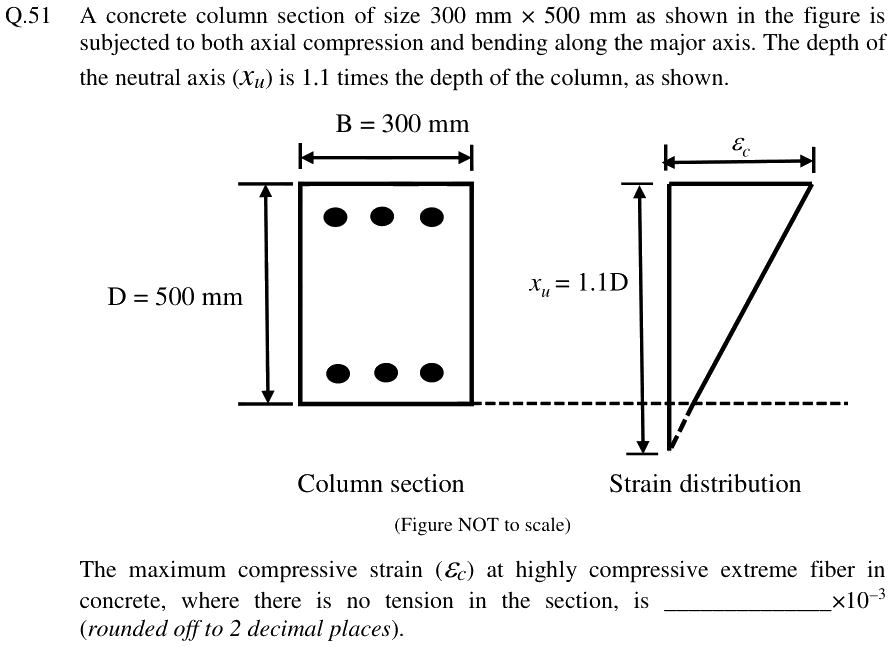 Q.51 A concrete column section of size 300 mm × 500 mm as shown in the figure is
subjected to both axial compression and bending along the major axis. The depth of
the neutral axis (xᵤ) is 1.1 times the depth of the column, as shown.
B = 300 mm
ε꜀
D = 500 mm
xᵤ = 1.1D
Column section
Strain distribution
(Figure NOT to scale)
The maximum compressive strain (ε꜀) at highly compressive extreme fiber in
concrete, where there is no tension in the section, is ______________×10⁻³
(rounded off to 2 decimal places).